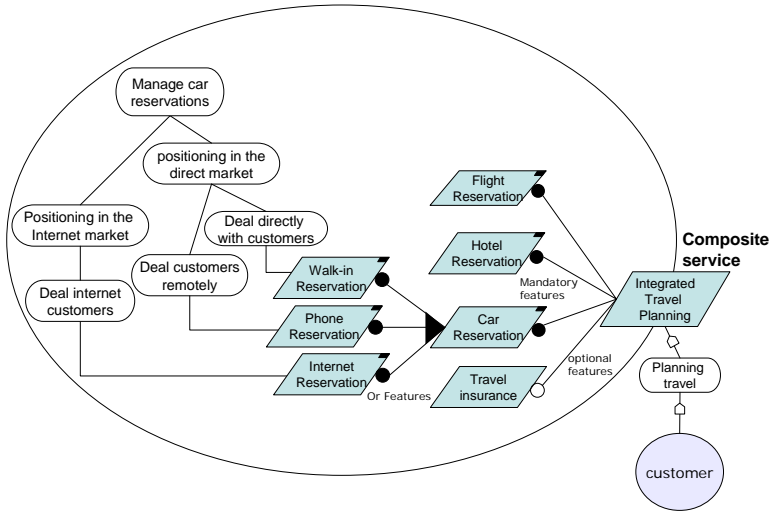 Manage car
reservations
positioning in the
direct market
Positioning in the
Internet market
Deal directly
with customers
Deal customers
remotely
Deal internet
customers
Walk-in
Reservation
Phone
Reservation
Internet
Reservation
Or Features
Flight
Reservation
Hotel
Reservation
Mandatory
features
Car
Reservation
optional
features
Travel
insurance
Composite
service
Integrated
Travel
Planning
Planning
travel
customer